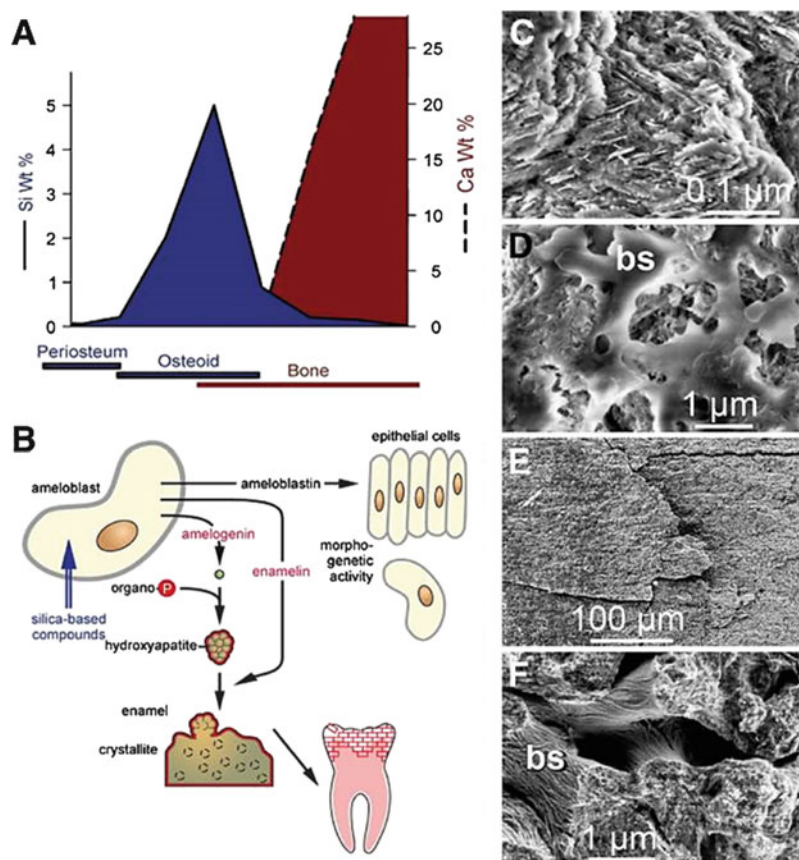 A
25
20
15
10
5
0
5
4
3
2
1
0
Si Wt %
Ca Wt %
Periosteum
Osteoid
Bone
B
ameloblast
ameloblastin
epithelial cells
amelogenin
enamelin
morpho-
genetic
activity
organo
P
silica-based
compounds
hydroxyapatite
enamel
crystallite
C
0.1 µm
D
bs
1 µm
E
100 µm
F
bs
1 µm